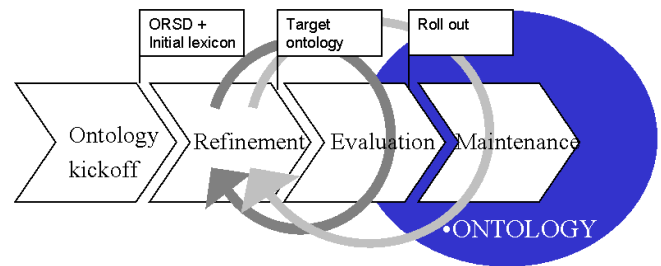 ORSD +
Initial lexicon
Target
ontology
Roll out
Ontology
kickoff
Refinement
Evaluation
Maintenance
•ONTOLOGY